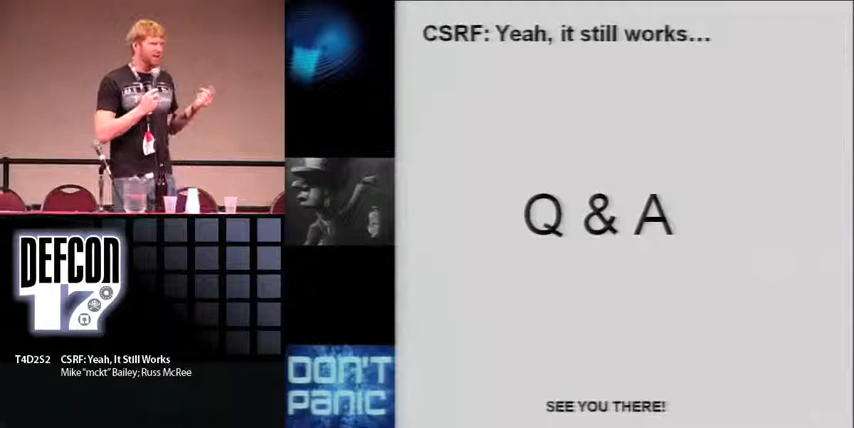 CSRF: Yeah, it still works...
Q & A
SEE YOU THERE!
DEFCON
17
T4D2S2 CSRF: Yeah, It Still Works
Mike "mckt" Bailey; Russ McRee
DON'T
PANIC